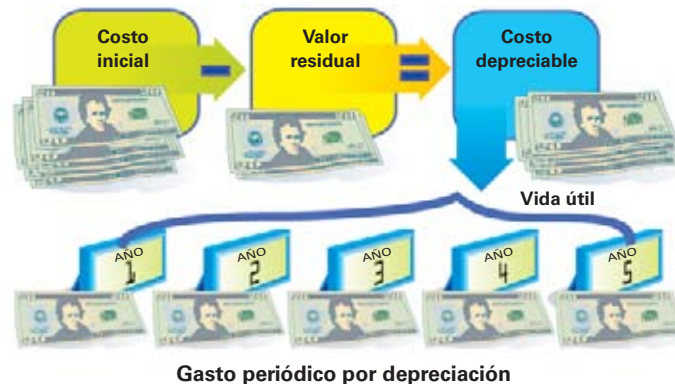 Costo
inicial
Valor
residual
Costo
depreciable
Vida útil
AÑO
1
AÑO
2
AÑO
3
AÑO
4
AÑO
5
Gasto periódico por depreciación